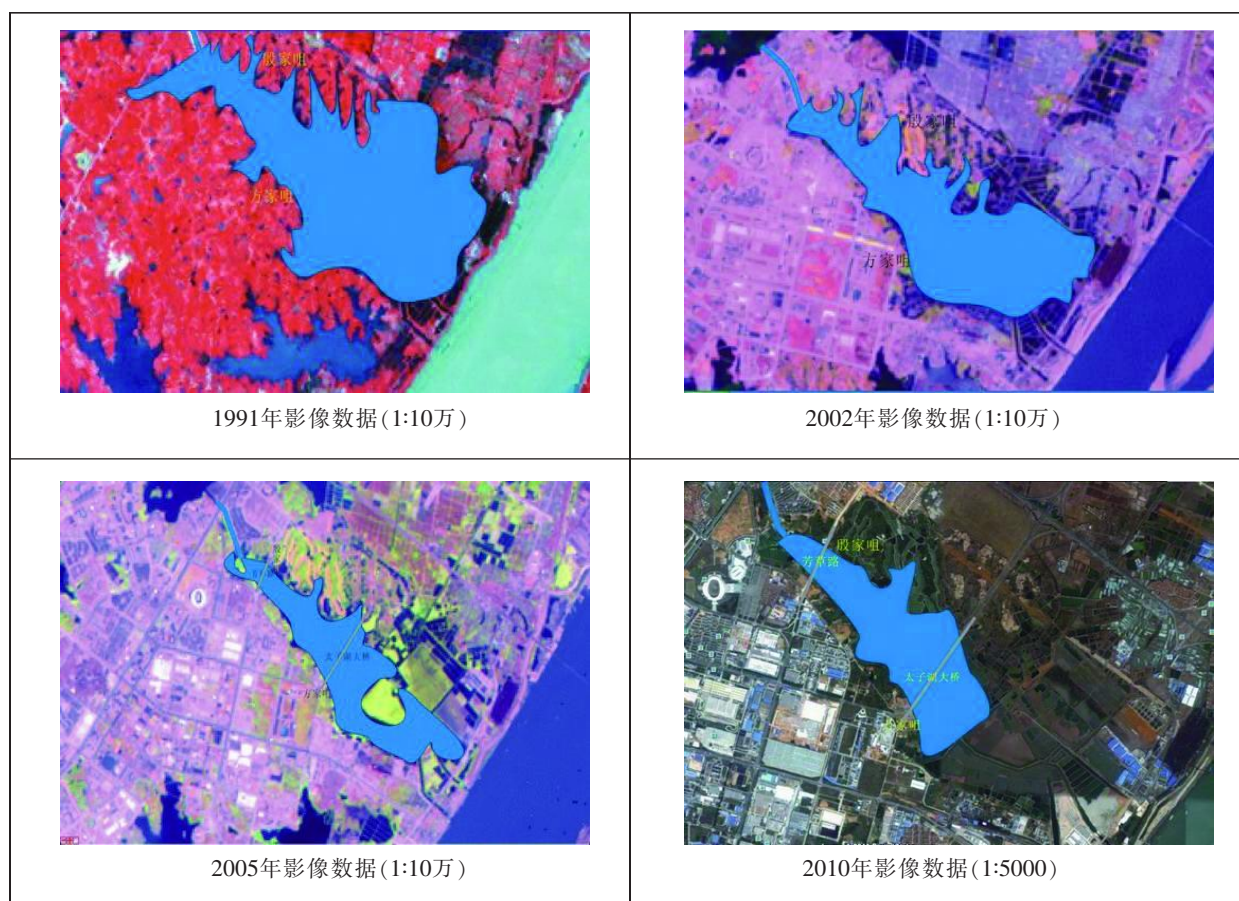 殷家咀
方家咀
1991年影像数据(1:10万)
殷家咀
方家咀
2002年影像数据(1:10万)
太子湖大桥
方家咀
2005年影像数据(1:10万)
殷家咀
芳草路
太子湖大桥
2010年影像数据(1:5000)